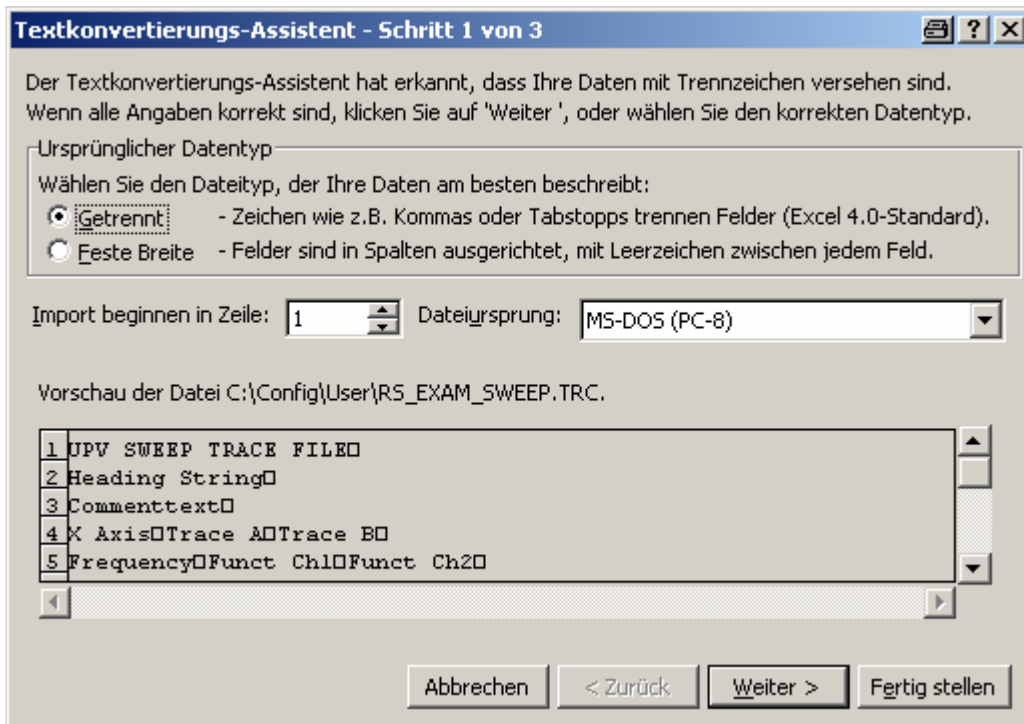 Textkonvertierungs-Assistent - Schritt 1 von 3
Der Textkonvertierungs-Assistent hat erkannt, dass Ihre Daten mit Trennzeichen versehen sind.
Wenn alle Angaben korrekt sind, klicken Sie auf 'Weiter ', oder wählen Sie den korrekten Datentyp.
Ursprünglicher Datentyp
Wählen Sie den Dateityp, der Ihre Daten am besten beschreibt:
Getrennt - Zeichen wie z.B. Kommas oder Tabstopps trennen Felder (Excel 4.0-Standard).
Feste Breite - Felder sind in Spalten ausgerichtet, mit Leerzeichen zwischen jedem Feld.
Import beginnen in Zeile: 1 Dateiursprung: MS-DOS (PC-8)
Vorschau der Datei C:\Config\User\RS_EXAM_SWEEP.TRC.
1 UPV SWEEP TRACE FILE□
2 Heading String□
3 Commenttext□
4 X Axis□Trace A□Trace B□
5 Frequency□Funct Ch1□Funct Ch2□
Abbrechen < Zurück Weiter > Fertig stellen